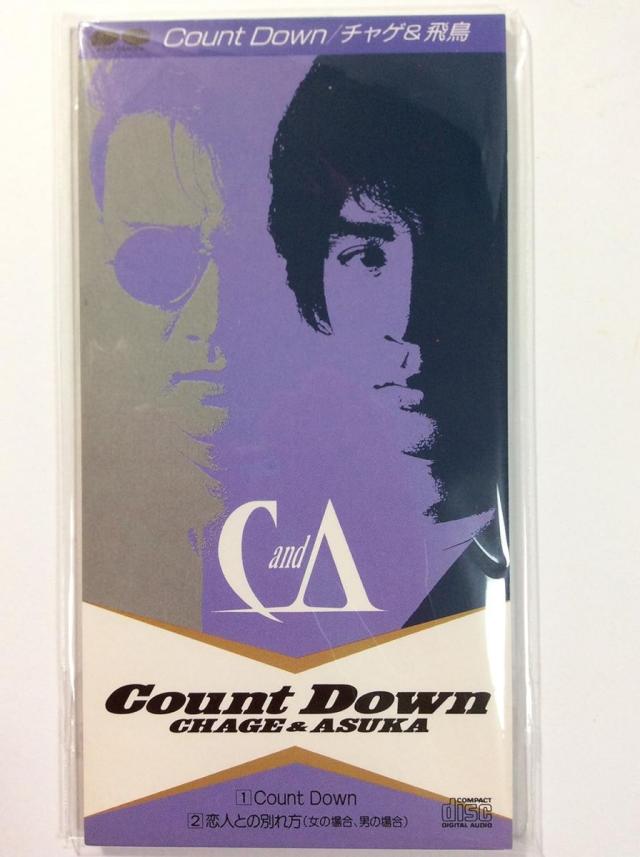 Count Down/チャゲ&飛鳥
C and A
Count Down
CHAGE & ASUKA
1 Count Down
2 恋人との別れ方(女の場合、男の場合)
COMPACT
disc
DIGITAL AUDIO